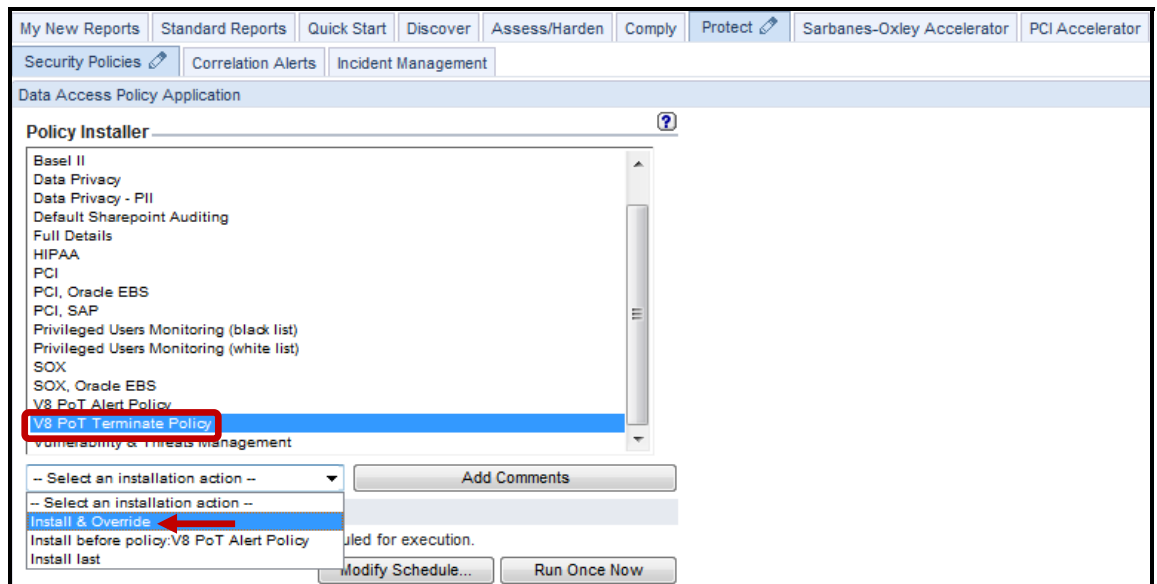 My New Reports Standard Reports Quick Start Discover Assess/Harden Comply Protect Sarbanes-Oxley Accelerator PCI Accelerator
Security Policies Correlation Alerts Incident Management
Data Access Policy Application
Policy Installer ?
Basel II
Data Privacy
Data Privacy - PII
Default Sharepoint Auditing
Full Details
HIPAA
PCI
PCI, Oracle EBS
PCI, SAP
Privileged Users Monitoring (black list)
Privileged Users Monitoring (white list)
SOX
SOX, Oracle EBS
V8 PoT Alert Policy
V8 PoT Terminate Policy
Vulnerability & Threats Management
-- Select an installation action -- Add Comments
-- Select an installation action --
Install & Override
Install before policy:V8 PoT Alert Policy uled for execution.
Install last
Modify Schedule... Run Once Now